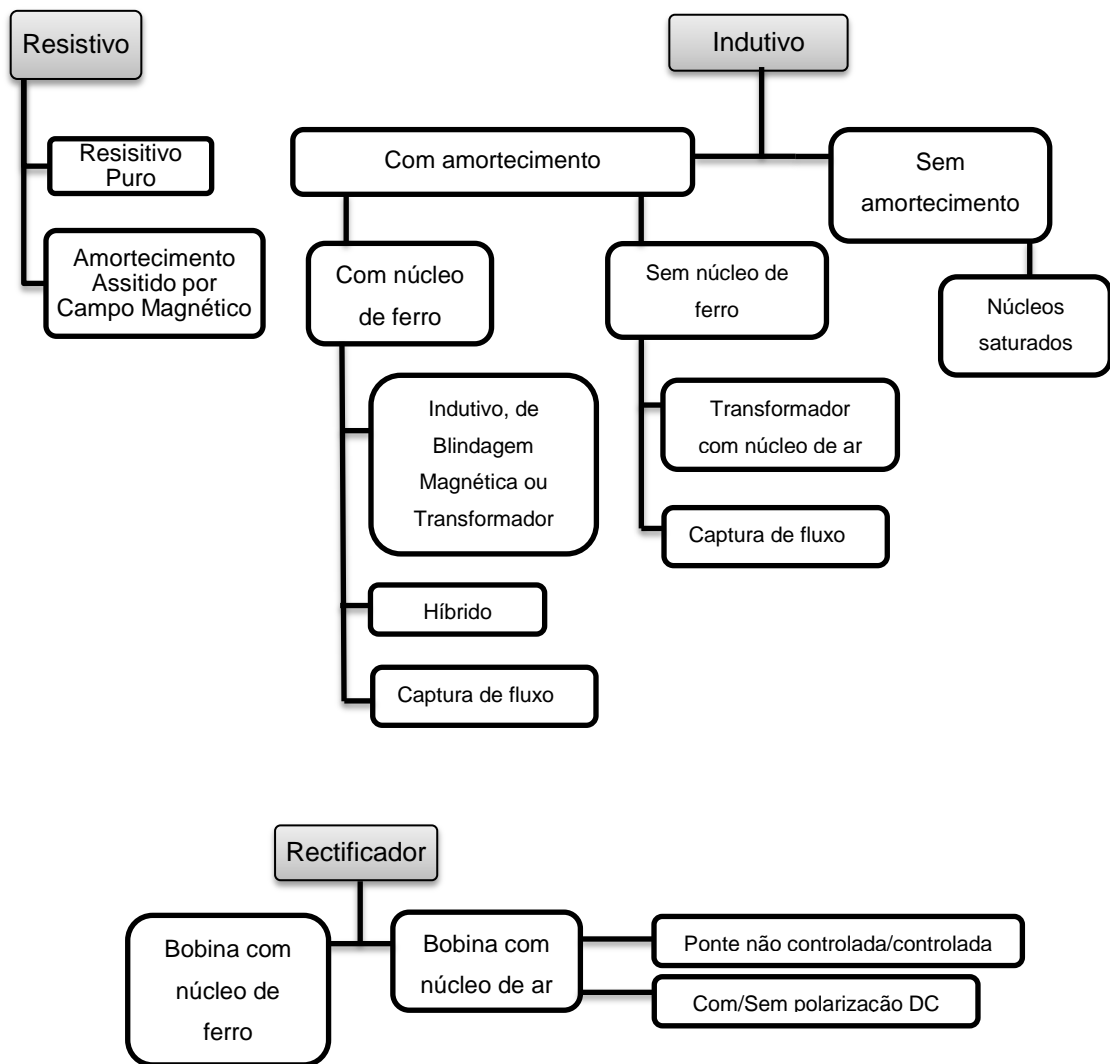 Resistivo
Resisitivo
Puro
Amortecimento
Assitido por
Campo Magnético
Indutivo
Com amortecimento
Sem
amortecimento
Com núcleo
de ferro
Sem núcleo de
ferro
Núcleos
saturados
Indutivo, de
Blindagem
Magnética ou
Transformador
Transformador
com núcleo de ar
Captura de fluxo
Híbrido
Captura de fluxo
Rectificador
Bobina com
núcleo de
ferro
Bobina com
núcleo de ar
Ponte não controlada/controlada
Com/Sem polarização DC